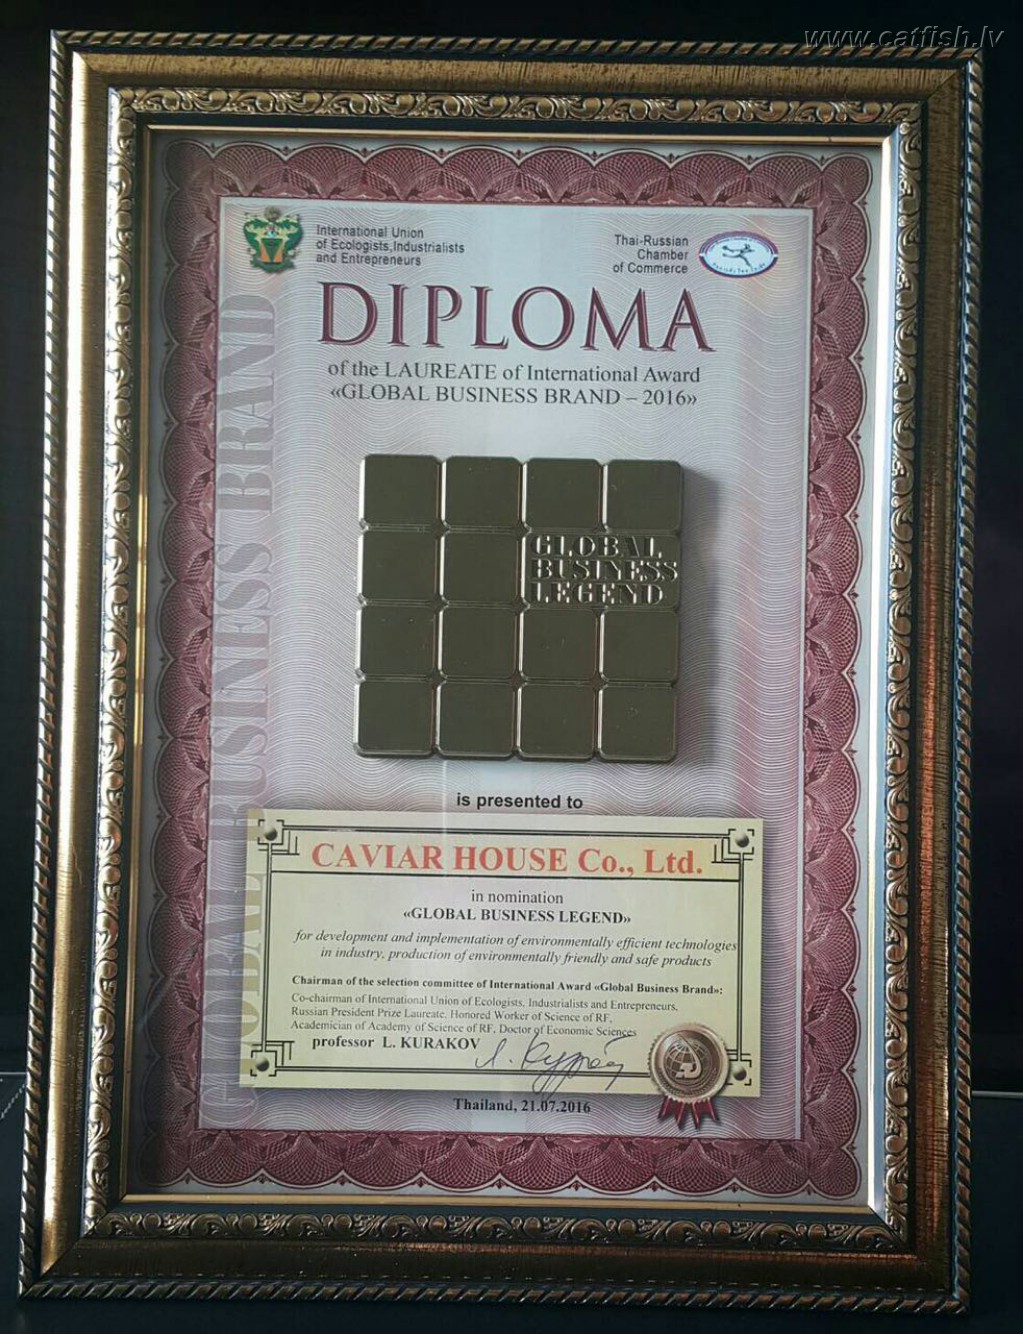 www.catfish.lv
International Union
of Ecologists,Industrialists
and Entrepreneurs
Thai-Russian
Chamber
of Commerce
DIPLOMA
of the LAUREATE of International Award
«GLOBAL BUSINESS BRAND – 2016»
GLOBAL BUSINESS BRAND
GLOBAL
BUSINESS
LEGEND
is presented to
CAVIAR HOUSE Co., Ltd.
in nomination
«GLOBAL BUSINESS LEGEND»
for development and implementation of environmentally efficient technologies
in industry, production of environmentally friendly and safe products
Chairman of the selection committee of International Award «Global Business Brand»:
Co-chairman of International Union of Ecologists, Industrialists and Entrepreneurs,
Russian President Prize Laureate, Honored Worker of Science of RF,
Academician of Academy of Science of RF, Doctor of Economic Sciences
professor L. KURAKOV
Thailand, 21.07.2016